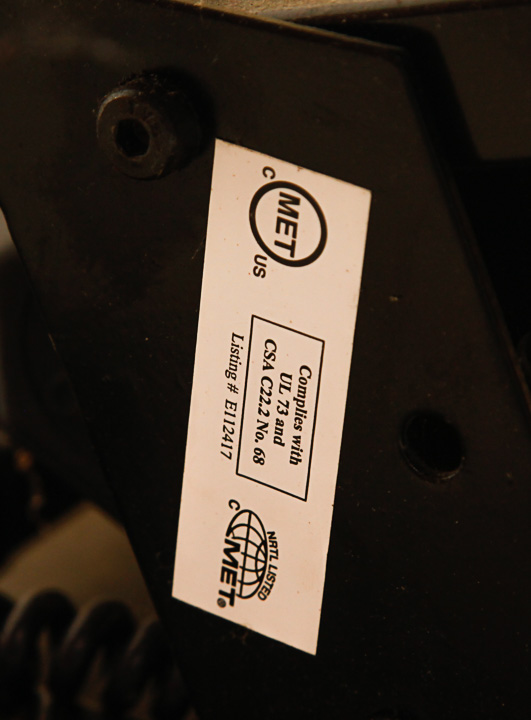 c MET US
Complies with
UL 73 and
CSA C22.2 No. 68
Listing # E112417
NRTL LISTED
c MET®